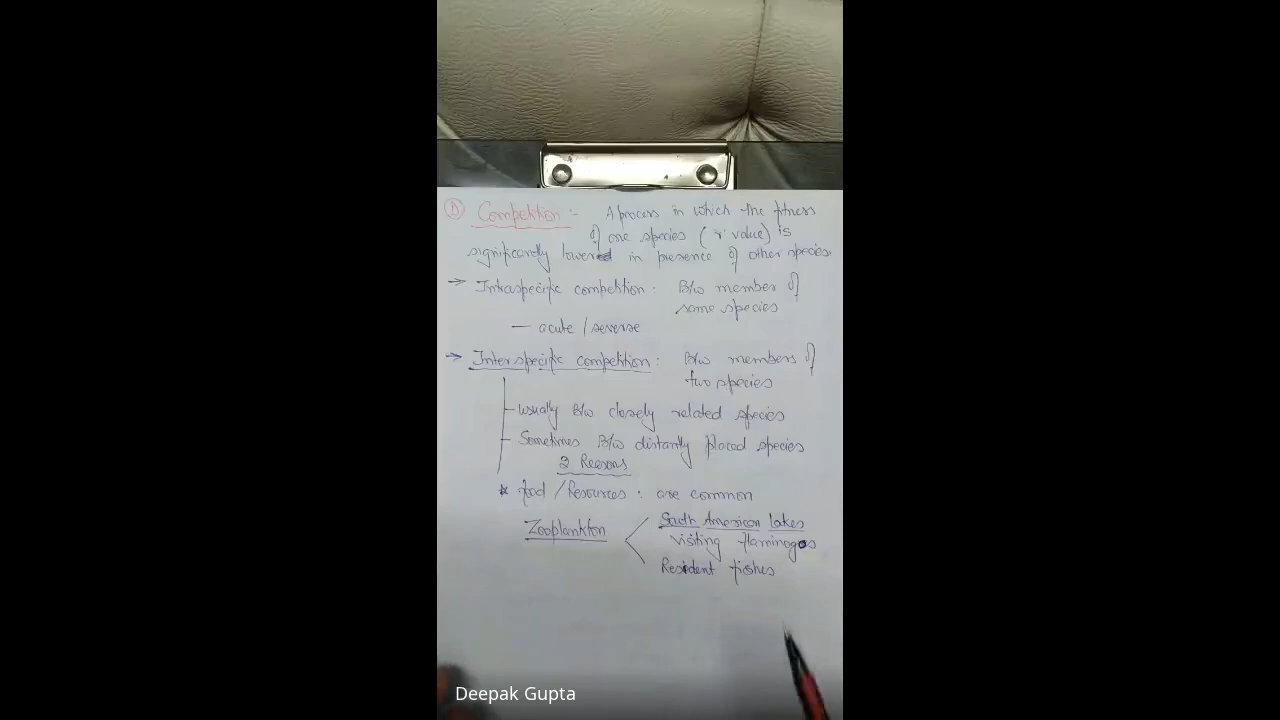 D Competition :- A process in which the fitness
of one species ('r' value) is
significantly lowered in presence of other species.
→ Intraspecific competition : B/w member of
same species
— acute / severse
→ Interspecific competition : B/w members of
two species
- usually B/w closely related species
- Sometimes B/w distantly placed species
2 Reasons
* food / Resources : are common
Zooplankton < South American lakes
visiting flaminogos
Resident fishes
Deepak Gupta